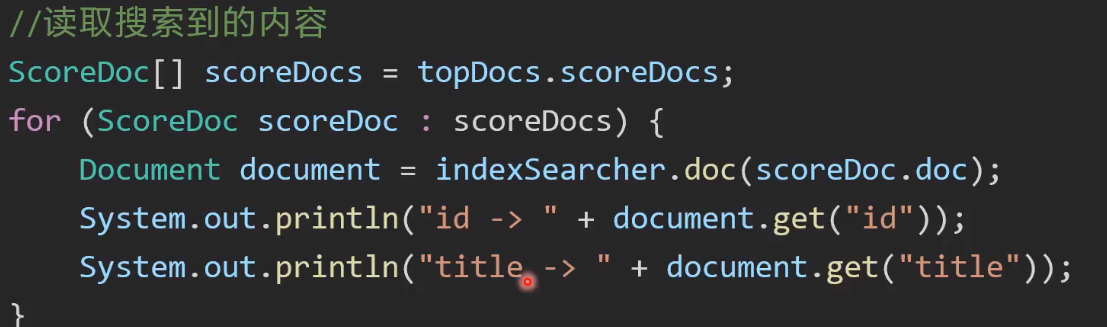 //读取搜索到的内容
ScoreDoc[] scoreDocs = topDocs.scoreDocs;
for (ScoreDoc scoreDoc : scoreDocs) {
    Document document = indexSearcher.doc(scoreDoc.doc);
    System.out.println("id -> " + document.get("id"));
    System.out.println("title -> " + document.get("title"));
}